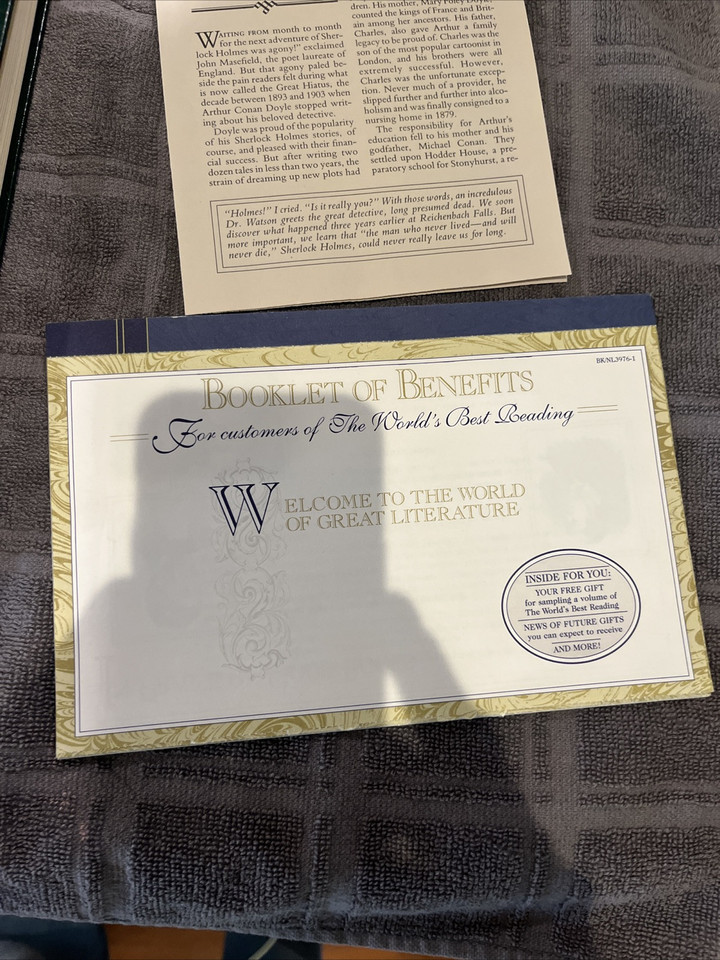 WAITING FROM month to month
for the next adventure of Sher-
lock Holmes was agony!" exclaimed
John Masefield, the poet laureate of
England. But that agony paled be-
side the pain readers felt during what
is now called the Great Hiatus, the
decade between 1893 and 1903 when
Arthur Conan Doyle stopped writ-
ing about his beloved detective.
Doyle was proud of the popularity
of his Sherlock Holmes stories, of
course, and pleased with their finan-
cial success. But after writing two
dozen tales in less than two years, the
strain of dreaming up new plots had
dren. His mother, Mary Foley Doyle,
counted the kings of France and Brit-
ain among her ancestors. His father,
Charles, also gave Arthur a family
legacy to be proud of. Charles was the
son of the most popular cartoonist in
London, and his brothers were all
extremely successful. However,
Charles was the unfortunate excep-
tion. Never much of a provider, he
slipped further and further into alco-
holism and was finally consigned to a
nursing home in 1879.
The responsibility for Arthur's
education fell to his mother and his
godfather, Michael Conan. They
settled upon Hodder House, a pre-
paratory school for Stonyhurst, a re-
"Holmes!" I cried. "Is it really you?" With those words, an incredulous
Dr. Watson greets the great detective, long presumed dead. We soon
discover what happened three years earlier at Reichenbach Falls. But
more important, we learn that "the man who never lived—and will
never die," Sherlock Holmes, could never really leave us for long.
BR/NL3976-1
BOOKLET OF BENEFITS
For customers of The World's Best Reading
WELCOME TO THE WORLD
OF GREAT LITERATURE
INSIDE FOR YOU:
YOUR FREE GIFT
for sampling a volume of
The World's Best Reading
NEWS OF FUTURE GIFTS
you can expect to receive
AND MORE!